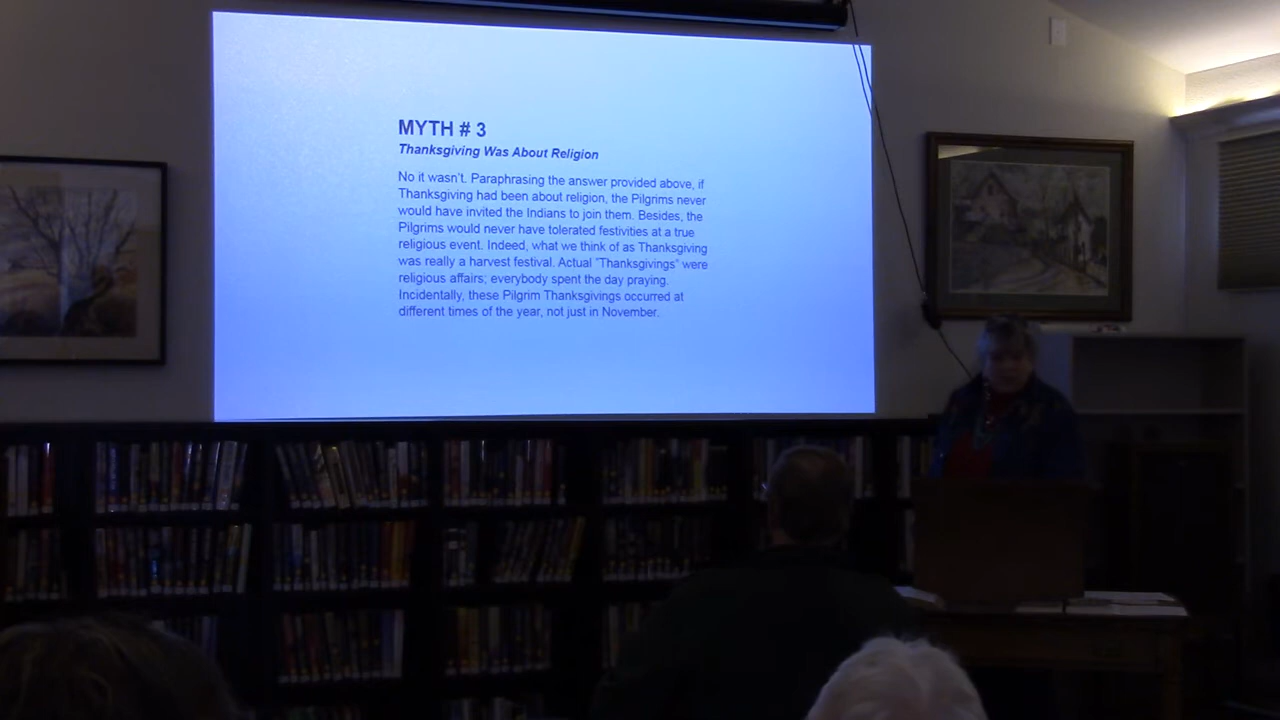 MYTH # 3
Thanksgiving Was About Religion
No it wasn't. Paraphrasing the answer provided above, if
Thanksgiving had been about religion, the Pilgrims never
would have invited the Indians to join them. Besides, the
Pilgrims would never have tolerated festivities at a true
religious event. Indeed, what we think of as Thanksgiving
was really a harvest festival. Actual "Thanksgivings" were
religious affairs; everybody spent the day praying.
Incidentally, these Pilgrim Thanksgivings occurred at
different times of the year, not just in November.